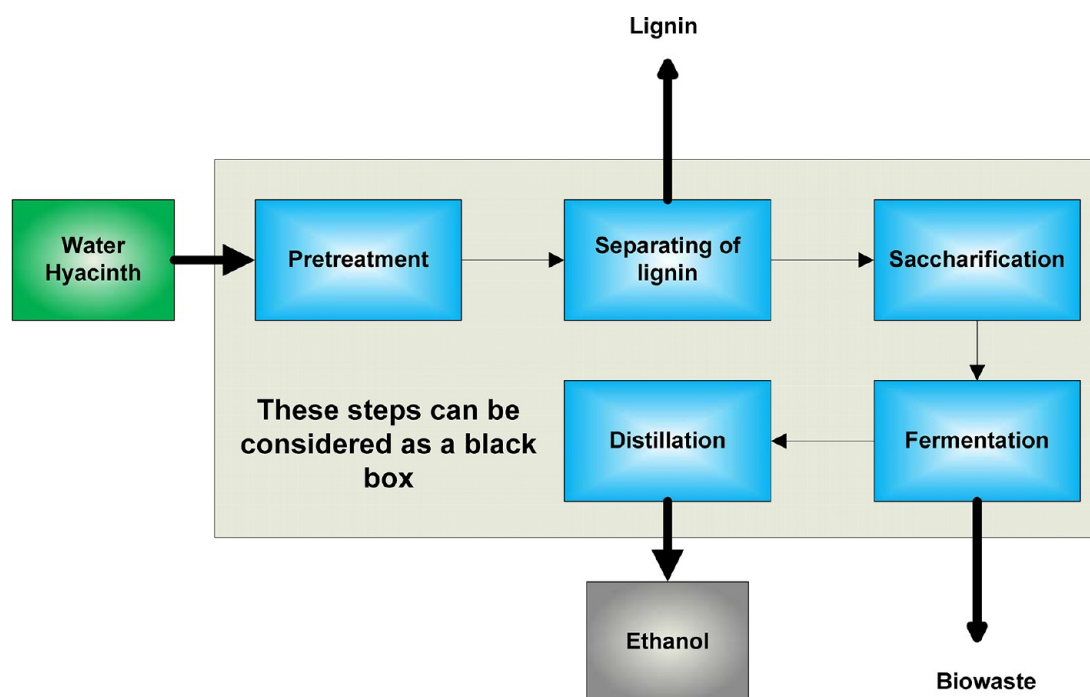 Lignin
Water
Hyacinth
Pretreatment
Separating of
lignin
Saccharification
These steps can be
considered as a black
box
Distillation
Fermentation
Ethanol
Biowaste